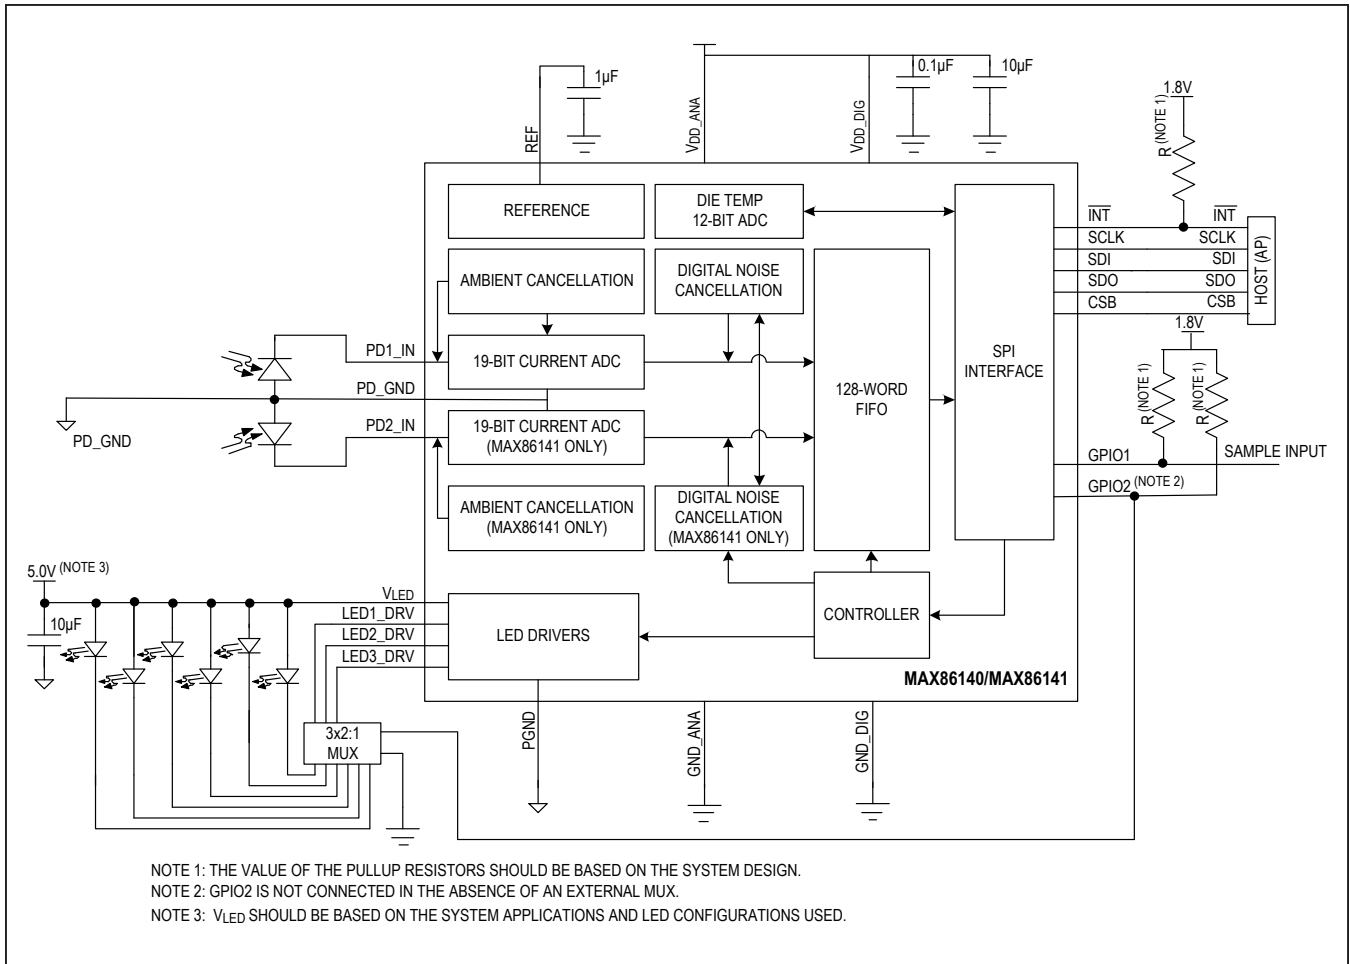 1µF
0.1µF
10µF
1.8V
REF
VDD_ANA
VDD_DIG
R (NOTE 1)
REFERENCE
DIE TEMP
12-BIT ADC
INT
INT
SCLK
SCLK
SDI
SDI
SDO
SDO
CSB
CSB
HOST (AP)
AMBIENT CANCELLATION
DIGITAL NOISE
CANCELLATION
1.8V
PD1_IN
19-BIT CURRENT ADC
SPI
INTERFACE
128-WORD
FIFO
PD_GND
R (NOTE 1)
R (NOTE 1)
PD_GND
PD2_IN
19-BIT CURRENT ADC
(MAX86141 ONLY)
GPIO1
SAMPLE INPUT
GPIO2 (NOTE 2)
AMBIENT CANCELLATION
(MAX86141 ONLY)
DIGITAL NOISE
CANCELLATION
(MAX86141 ONLY)
5.0V (NOTE 3)
10µF
VLED
LED1_DRV
LED2_DRV
LED3_DRV
LED DRIVERS
CONTROLLER
MAX86140/MAX86141
3x2:1
MUX
PGND
GND_ANA
GND_DIG
NOTE 1: THE VALUE OF THE PULLUP RESISTORS SHOULD BE BASED ON THE SYSTEM DESIGN.
NOTE 2: GPIO2 IS NOT CONNECTED IN THE ABSENCE OF AN EXTERNAL MUX.
NOTE 3: VLED SHOULD BE BASED ON THE SYSTEM APPLICATIONS AND LED CONFIGURATIONS USED.